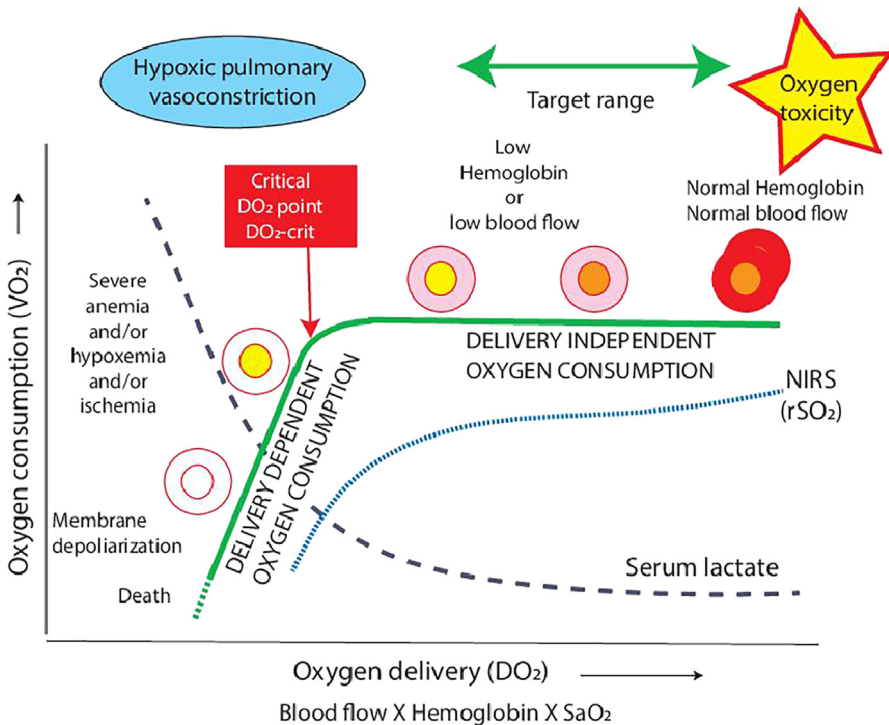 Hypoxic pulmonary
vasoconstriction
Target range
Oxygen
toxicity
Critical
DO₂ point
DO₂-crit
Low
Hemoglobin
or
low blood flow
Normal Hemoglobin
Normal blood flow
Severe
anemia
and/or
hypoxemia
and/or
ischemia
DELIVERY INDEPENDENT
OXYGEN CONSUMPTION
NIRS
(rSO₂)
DELIVERY DEPENDENT
OXYGEN CONSUMPTION
Membrane
depoliarization
Death
Serum lactate
Oxygen consumption (VO₂)
Oxygen delivery (DO₂)
Blood flow X Hemoglobin X SaO₂